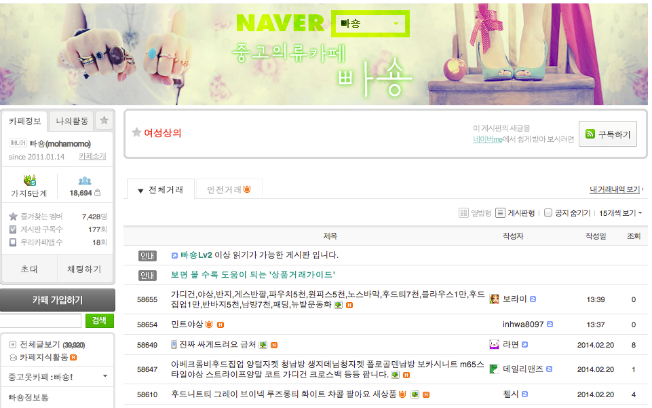 NAVER 빠숑
중고의류카페
빠숑
카페정보 나의활동
매니저 빠숑(mohamomo)
since 2011.01.14 카페소개
가지5단계 18,694
즐겨찾는 멤버 7,428명
게시판 구독수 177회
우리카페앱 수 18회
초대 채팅하기
카페 가입하기
검색
전체글보기
카페지식활동
중고옷카페:빠숑!
빠숑정보통
여성상의
이 게시판의 새글을
네이버me에서 쉽게 받아 보시려면
구독하기
▼ 전체거래 안전거래
내 거래내역 보기
앨범형 게시판형 공지 숨기기 15개씩 보기
제목 작성자 작성일 조회
안내 빠숑Lv2 이상 읽기가 가능한 게시판 입니다.
안내 보면 볼 수록 도움이 되는 '상품거래가이드'
58655 가디건,야상,반지,게스반팔,파우치5천,원피스5천,노스바막,후드티7천,블라우스1만,후드
집업1만,반바지5천,남방7천,패딩,뉴발운동화 보라미 13:39 0
58654 민트야상 inhwa8097 13:37 0
58649 진짜 싸게드려요 급처 라면 2014.02.20 8
58647 아베크롬비후드집업 양털자켓 청남방 생지데님청자켓 폴로골덴남방 보카시니트 m65스
타일야상 스트라이프양말 코트 가디건 크로스백 등등 팝니다. 데일리맨즈 2014.02.20 1
58610 후드니트티 그레이 브이넥 루즈롱티 화이트 차콜 팔아요 새상품 첼시 2014.02.20 4